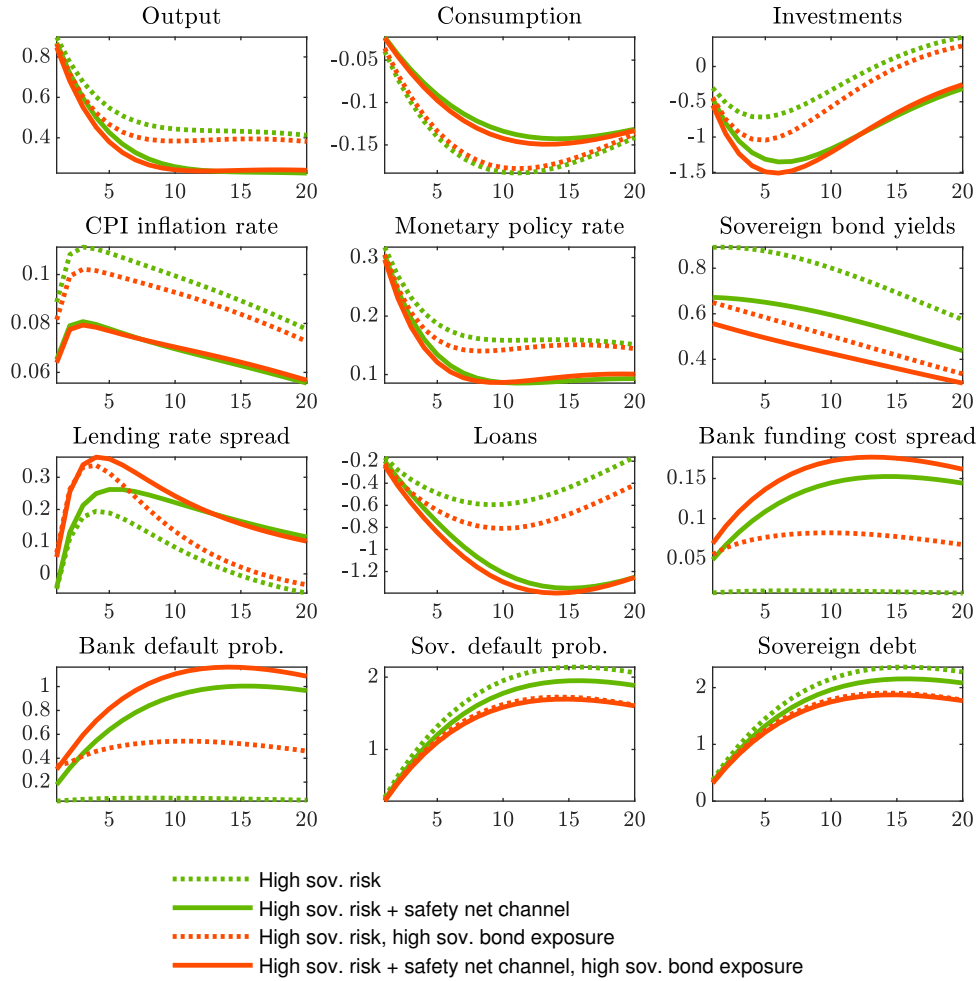 Output Consumption Investments
0.8 -0.05 0
0.6 -0.1 -0.5
0.4 -0.15 -1
-1.5
5 10 15 20 5 10 15 20 5 10 15 20
CPI inflation rate Monetary policy rate Sovereign bond yields
0.1 0.3 0.8
0.08 0.2 0.6
0.06 0.1 0.4
5 10 15 20 5 10 15 20 5 10 15 20
Lending rate spread Loans Bank funding cost spread
0.3 -0.2 0.15
0.2 -0.4 0.1
0.1 -0.6 0.05
0 -0.8
-1
-1.2
5 10 15 20 5 10 15 20 5 10 15 20
Bank default prob. Sov. default prob. Sovereign debt
1 2 2
0.8 1 1
0.6 0
0.4
0.2
5 10 15 20 5 10 15 20 5 10 15 20
High sov. risk
High sov. risk + safety net channel
High sov. risk, high sov. bond exposure
High sov. risk + safety net channel, high sov. bond exposure